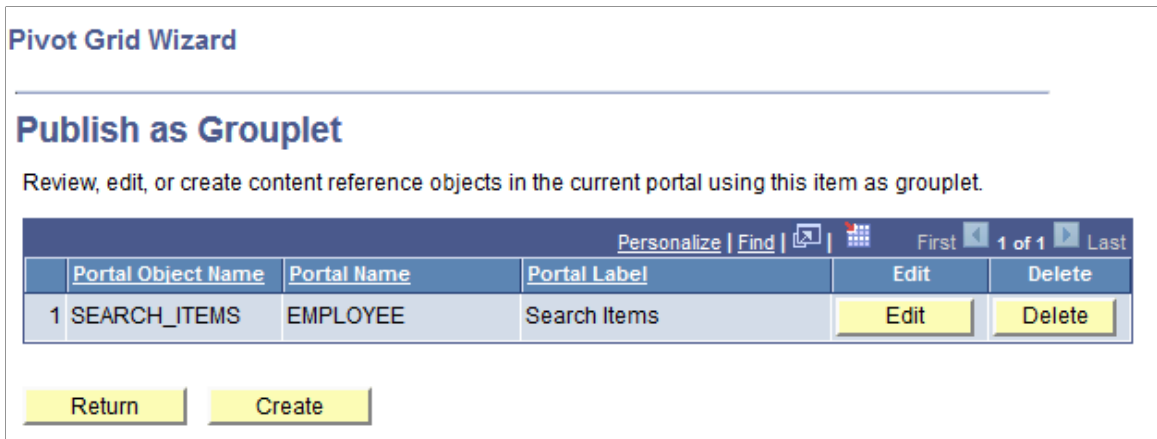 Pivot Grid Wizard
Publish as Grouplet
Review, edit, or create content reference objects in the current portal using this item as grouplet.
Personalize | Find | | First 1 of 1 Last
Portal Object Name Portal Name Portal Label Edit Delete
1 SEARCH_ITEMS EMPLOYEE Search Items Edit Delete
Return Create